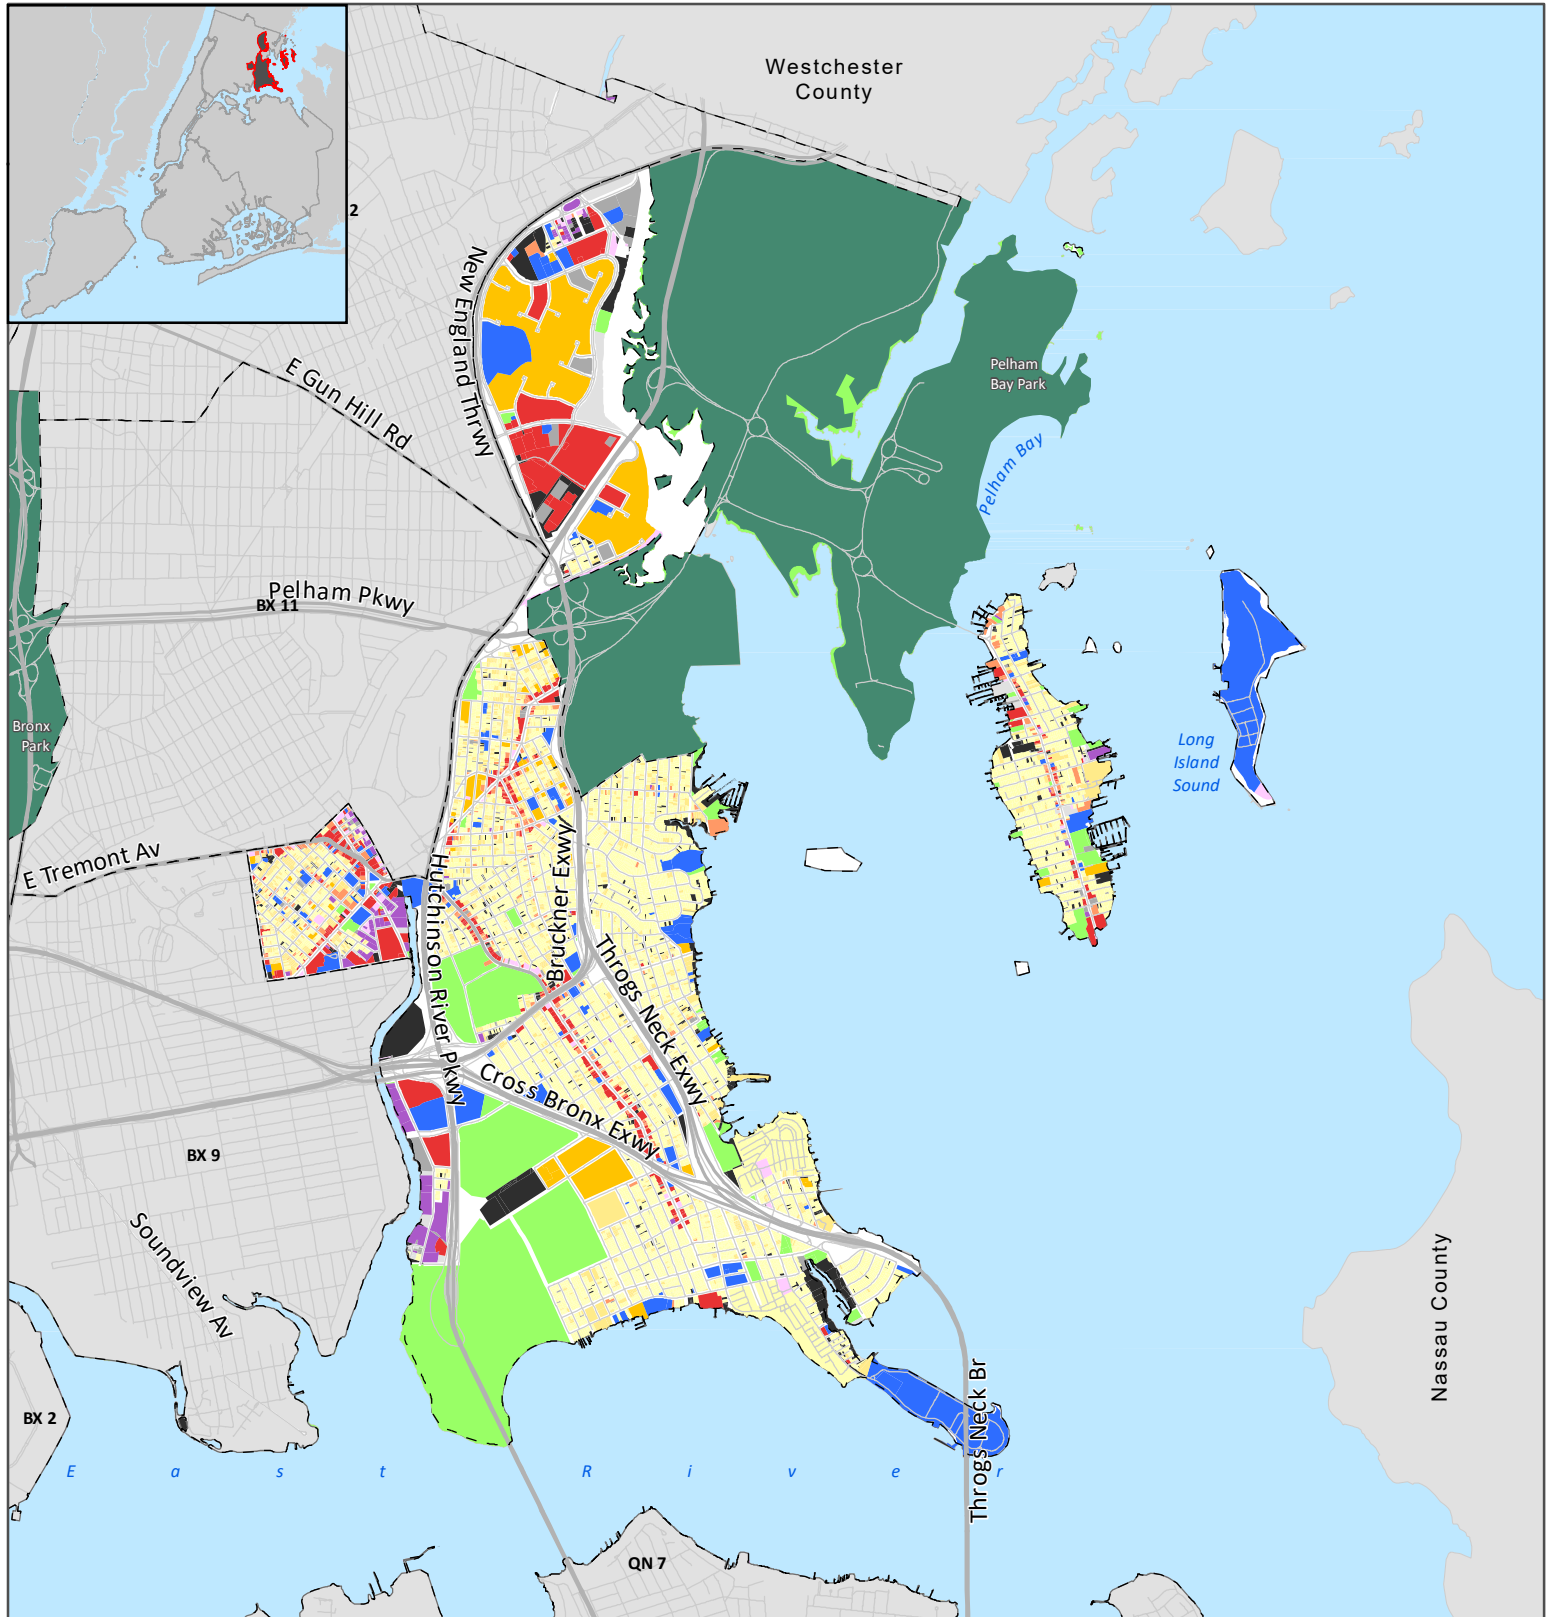 Westchester
County
2
New England Thrwy
E Gun Hill Rd
Pelham
Bay Park
Pelham Bay
Pelham Pkwy
BX 11
Bronx
Park
Long
Island
Sound
E Tremont Av
Hutchinson River Pkwy
Bruckner Exwy
Throgs Neck Exwy
Cross Bronx Exwy
BX 9
Soundview Av
Nassau County
BX 2
Throgs Neck Br
East River
QN 7